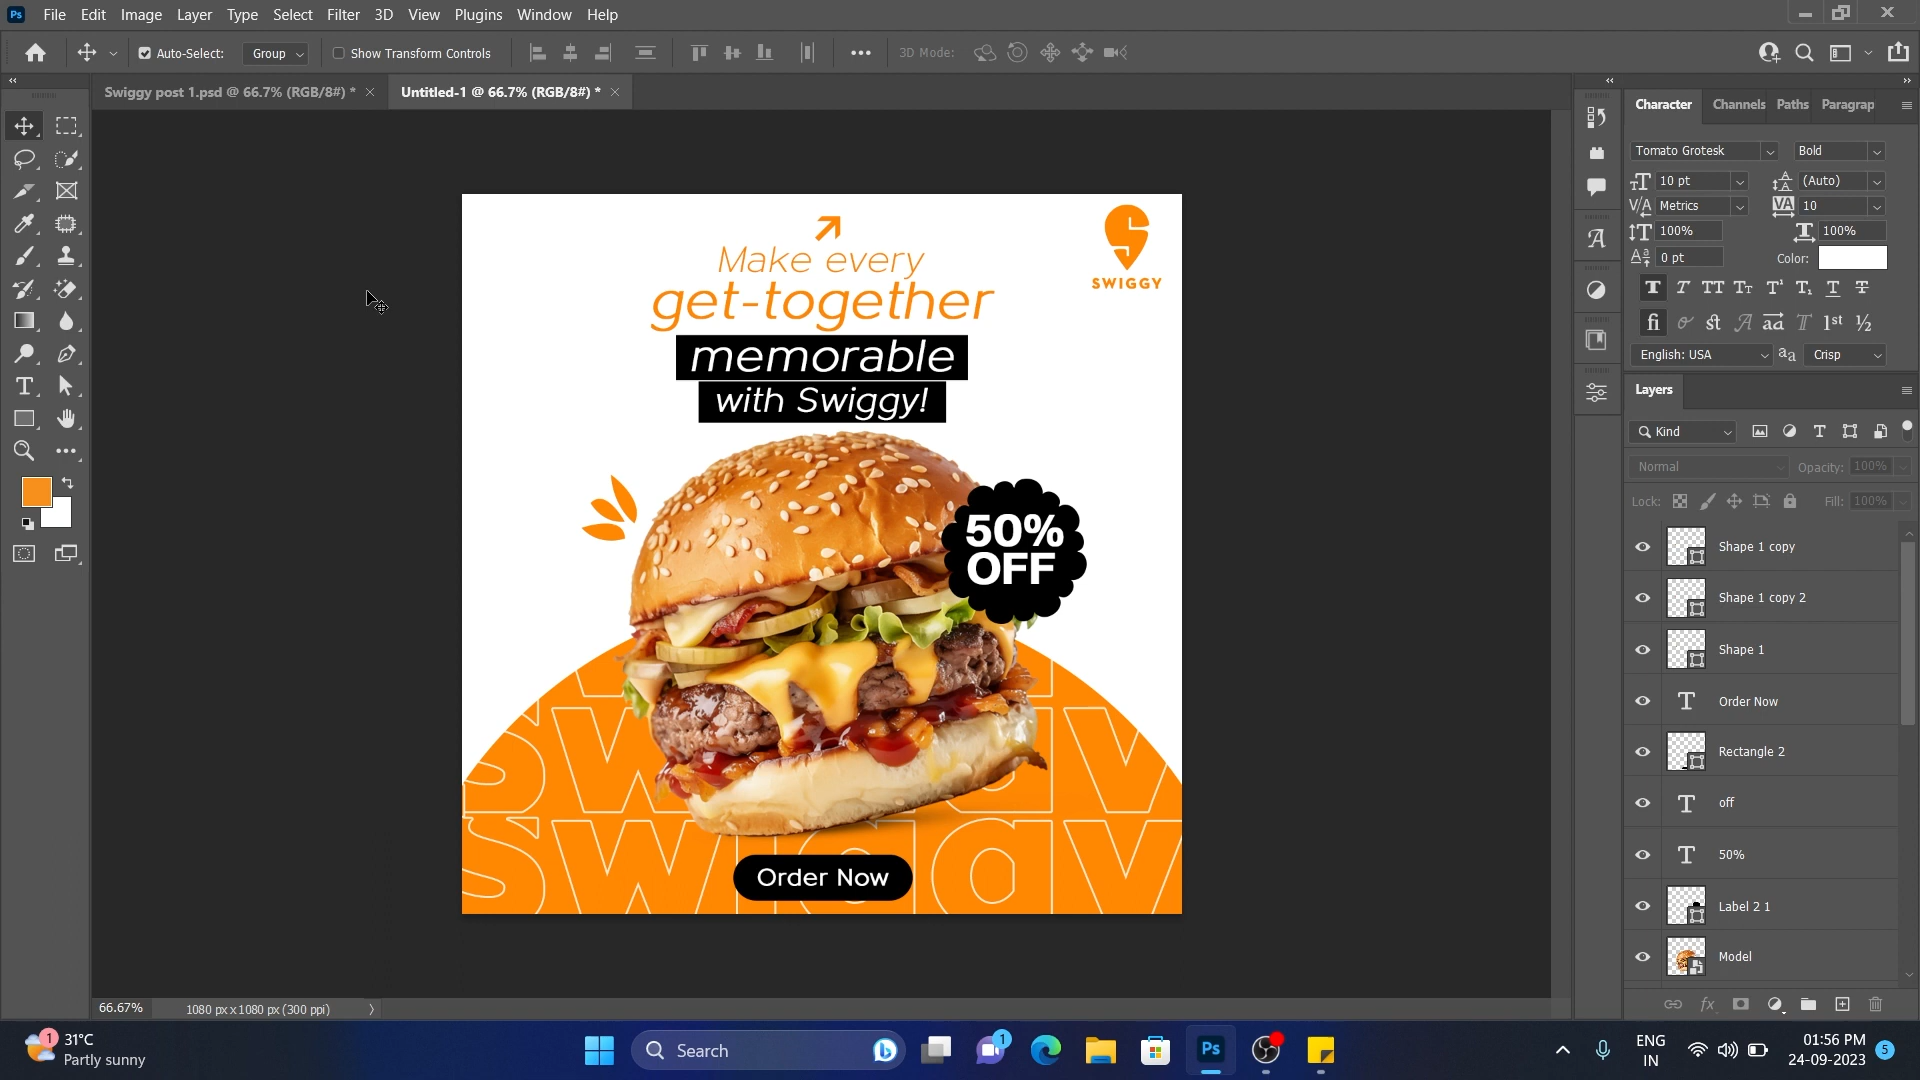 Ps File Edit Image Layer Type Select Filter 3D View Plugins Window Help
Auto-Select: Group Show Transform Controls 3D Mode:
Swiggy post 1.psd @ 66.7% (RGB/8#) * Untitled-1 @ 66.7% (RGB/8#) *
Character Channels Paths Paragrap
Tomato Grotesk Bold
10 pt (Auto)
Metrics 10
100% 100%
0 pt Color:
English: USA aa Crisp
Layers
Kind
Normal Opacity: 100%
Lock: Fill: 100%
Shape 1 copy
Shape 1 copy 2
Shape 1
Order Now
Rectangle 2
off
50%
Label 2 1
Model
Make every
get-together
memorable
with Swiggy!
SWIGGY
50%
OFF
Order Now
66.67% 1080 px x 1080 px (300 ppi)
1 31°C
Partly sunny
Search
1
Ps
ENG
IN
01:56 PM
24-09-2023
5